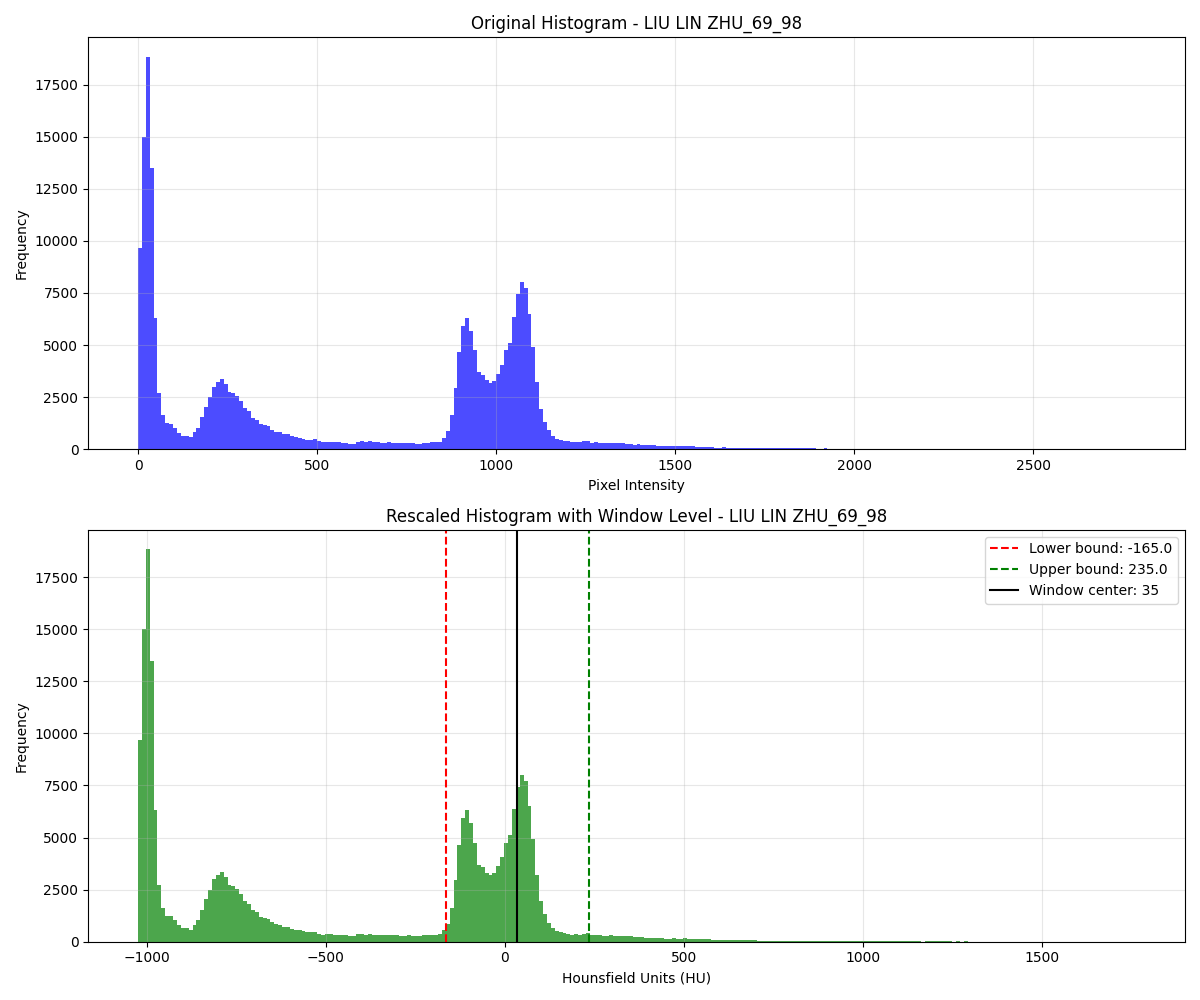 Original Histogram - LIU LIN ZHU_69_98
17500
15000
12500
10000
7500
5000
2500
0
Frequency
0 500 1000 1500 2000 2500
Pixel Intensity
Rescaled Histogram with Window Level - LIU LIN ZHU_69_98
Lower bound: -165.0
Upper bound: 235.0
Window center: 35
17500
15000
12500
10000
7500
5000
2500
0
Frequency
−1000 −500 0 500 1000 1500
Hounsfield Units (HU)